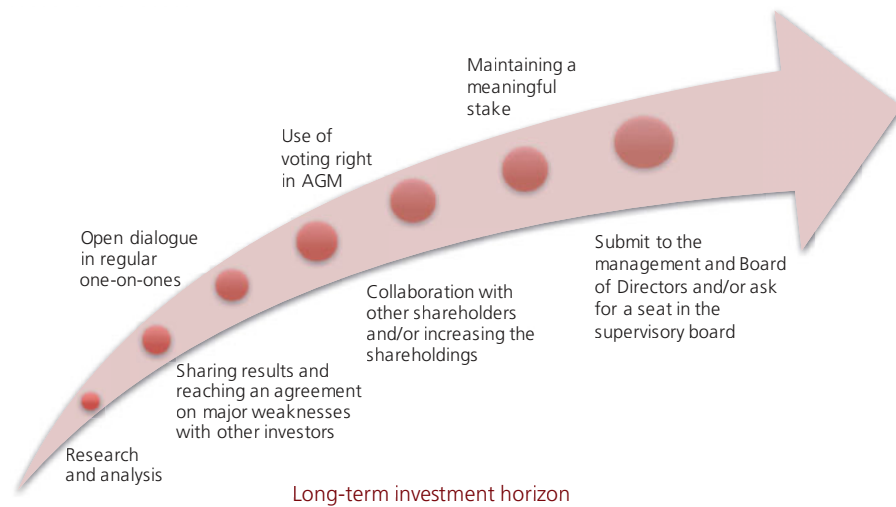 Maintaining a
meaningful
stake
Use of
voting right
in AGM
Open dialogue
in regular
one-on-ones
Submit to the
management and Board
of Directors and/or ask
for a seat in the
supervisory board
Collaboration with
other shareholders
and/or increasing the
shareholdings
Sharing results and
reaching an agreement
on major weaknesses
with other investors
Research
and analysis
Long-term investment horizon